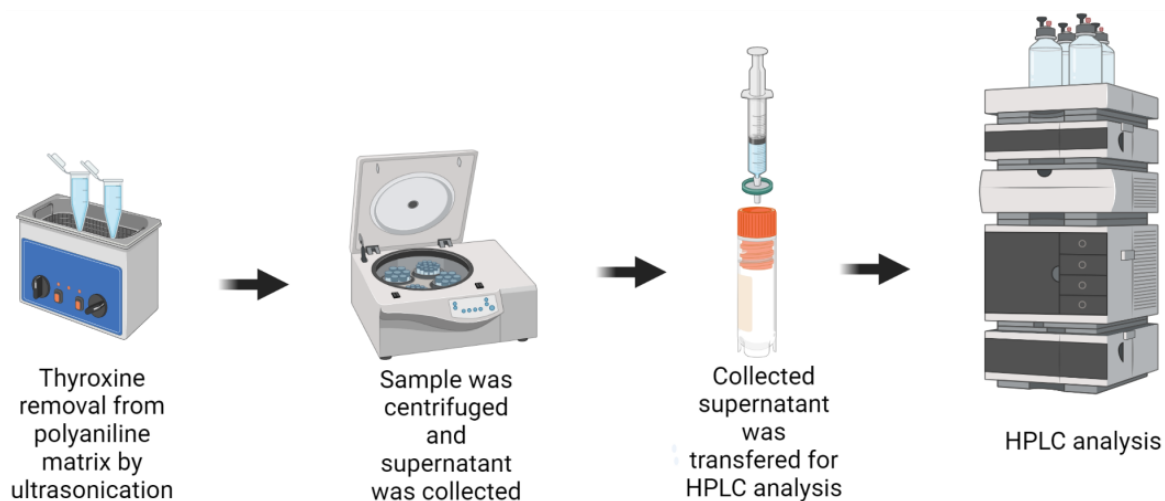 Thyroxine
removal from
polyaniline
matrix by
ultrasonication
Sample was
centrifuged
and
supernatant
was collected
Collected
supernatant
was
transfered for
HPLC analysis
HPLC analysis